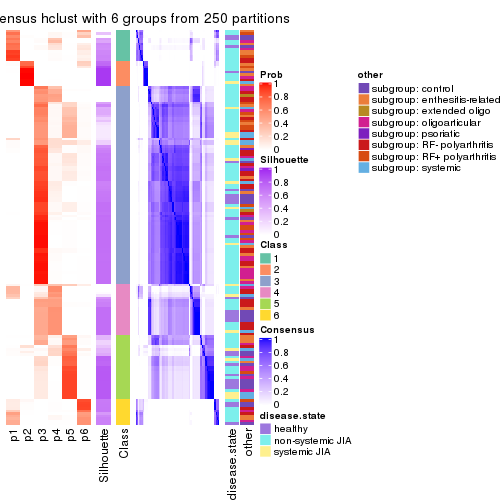 ensus hclust with 6 groups from 250 partitions
Prob
1
0.8
0.6
0.4
0.2
0
Silhouette
1
0.8
0.6
0.4
0.2
0
Class
1
2
3
4
5
6
Consensus
1
0.8
0.6
0.4
0.2
0
disease.state
healthy
non-systemic JIA
systemic JIA
other
subgroup: control
subgroup: enthesitis-related
subgroup: extended oligo
subgroup: oligoarticular
subgroup: psoriatic
subgroup: RF- polyarthritis
subgroup: RF+ polyarthritis
subgroup: systemic
p1
p2
p3
p4
p5
p6
Silhouette
Class
disease.state
other